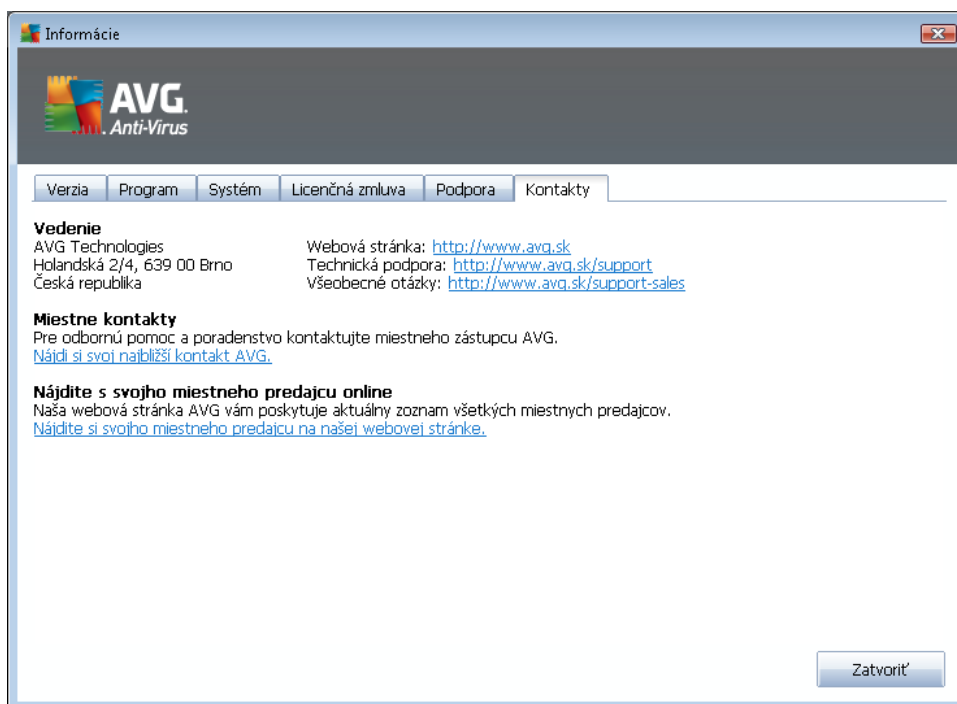 Informácie
AVG.
Anti-Virus
Verzia Program Systém Licenčná zmluva Podpora Kontakty
Vedenie
AVG Technologies
Holandská 2/4, 639 00 Brno
Česká republika
Webová stránka: http://www.avg.sk
Technická podpora: http://www.avg.sk/support
Všeobecné otázky: http://www.avg.sk/support-sales
Miestne kontakty
Pre odbornú pomoc a poradenstvo kontaktujte miestneho zástupcu AVG.
Nájdi si svoj najbližší kontakt AVG.
Nájdite s svojho miestneho predajcu online
Naša webová stránka AVG vám poskytuje aktuálny zoznam všetkých miestnych predajcov.
Nájdite si svojho miestneho predajcu na našej webovej stránke.
Zatvoriť